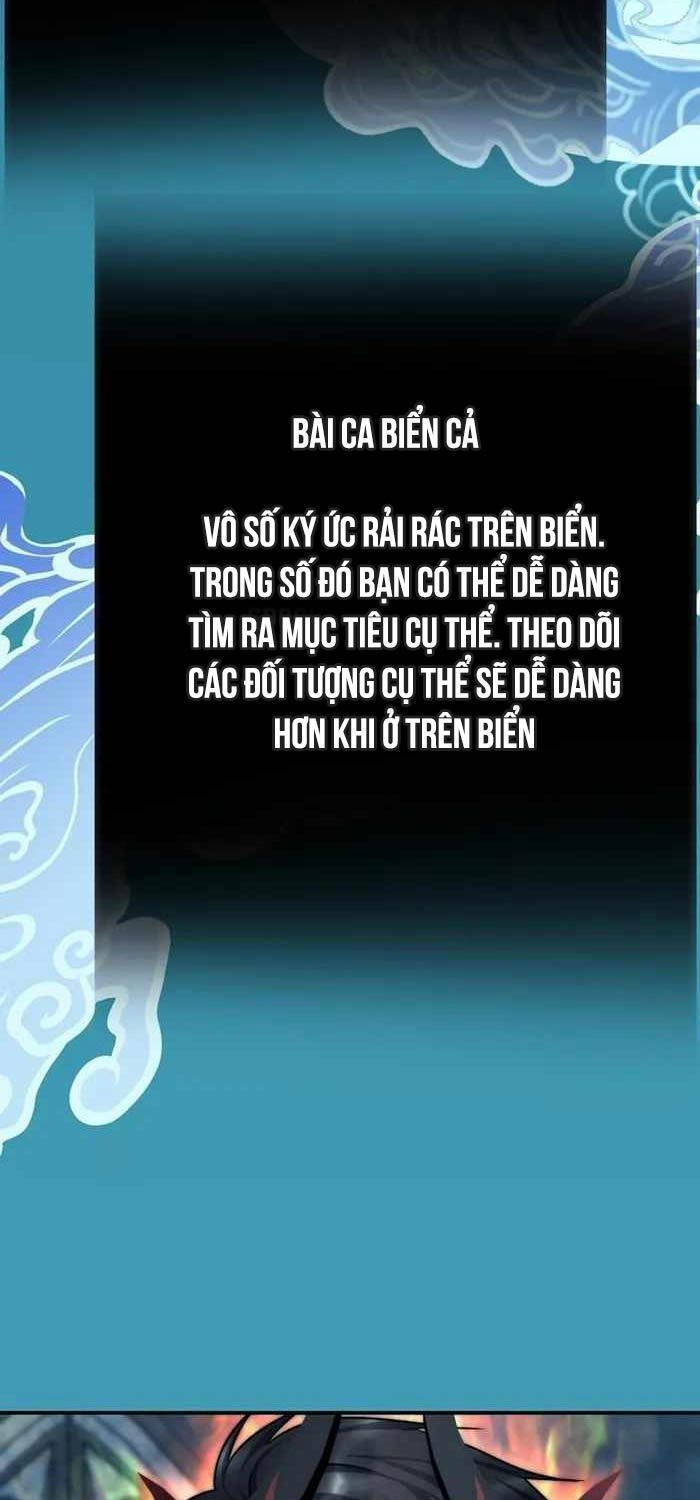 BÀI CA BIỂN CẢ
VÔ SỐ KÝ ỨC RẢI RÁC TRÊN BIỂN.
TRONG SỐ ĐÓ BẠN CÓ THỂ DỄ DÀNG
TÌM RA MỤC TIÊU CỤ THỂ. THEO DÕI
CÁC ĐỐI TƯỢNG CỤ THỂ SẼ DỄ DÀNG
HƠN KHI Ở TRÊN BIỂN